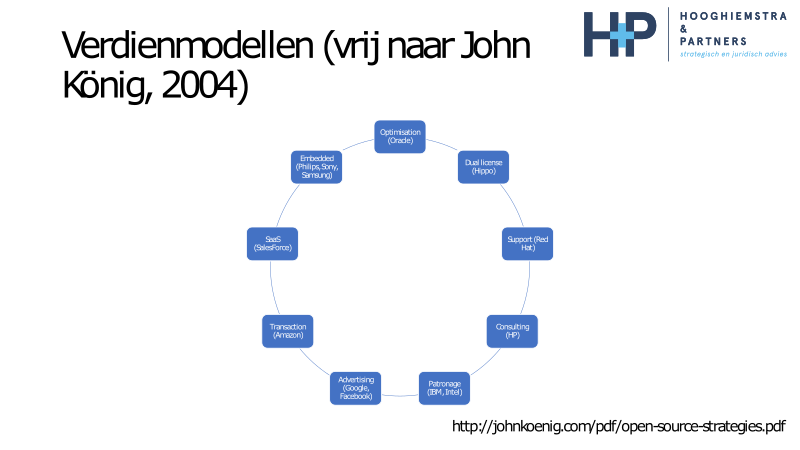 Verdienmodellen (vrij naar John
König, 2004)
HOOGHIEMSTRA
&
PARTNERS
strategisch en juridisch advies
H+P
Optimisation
(Oracle)
Dual license
(Hippo)
Support (Red
Hat)
Consulting
(HP)
Patronage
(IBM, Intel)
Advertising
(Google,
Facebook)
Transaction
(Amazon)
SaaS
(SalesForce)
Embedded
(Philips, Sony,
Samsung)
http://johnkoenig.com/pdf/open-source-strategies.pdf